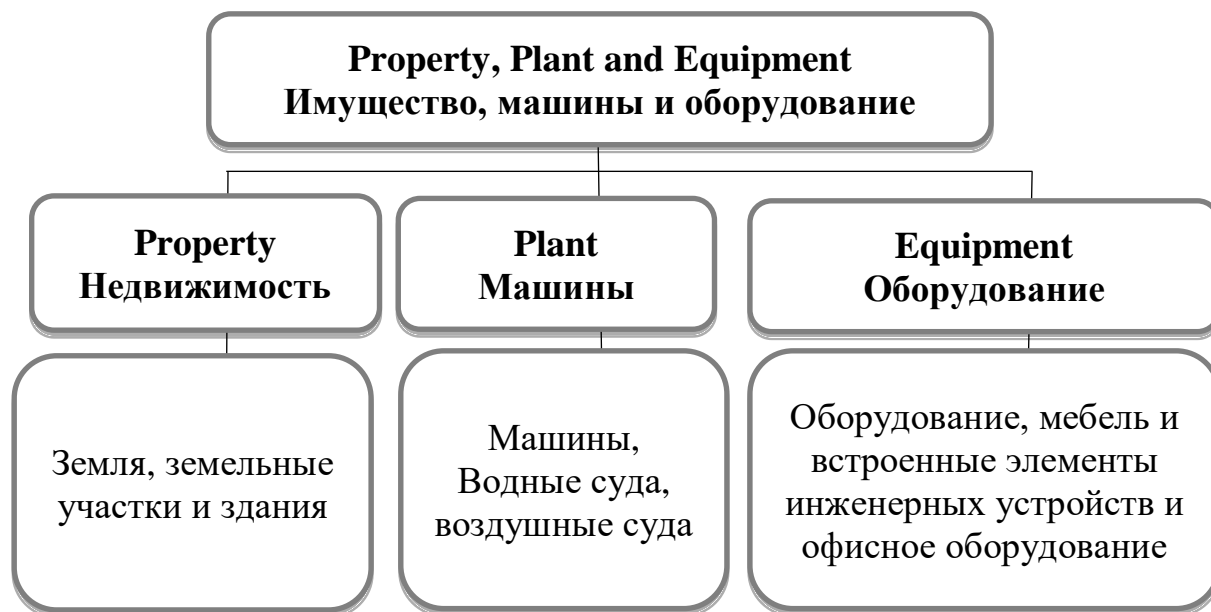 Property, Plant and Equipment
Имущество, машины и оборудование
Property
Недвижимость
Plant
Машины
Equipment
Оборудование
Земля, земельные
участки и здания
Машины,
Водные суда,
воздушные суда
Оборудование, мебель и
встроенные элементы
инженерных устройств и
офисное оборудование